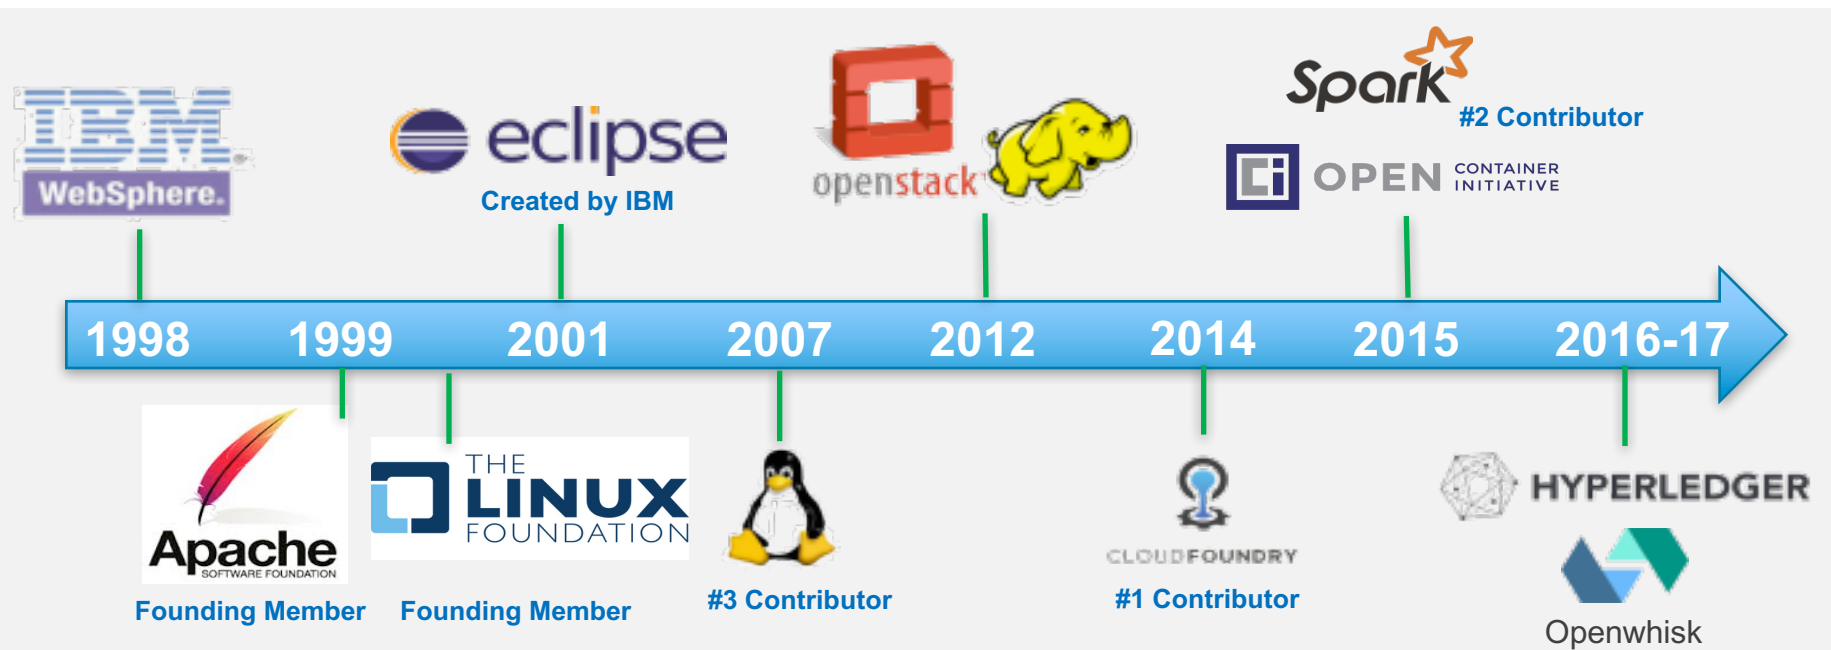 IBM
WebSphere.
eclipse
Created by IBM
openstack
Spark
#2 Contributor
Ci OPEN CONTAINER
INITIATIVE
1998 1999 2001 2007 2012 2014 2015 2016-17
Apache
SOFTWARE FOUNDATION
Founding Member
THE
LINUX
FOUNDATION
Founding Member
#3 Contributor
CLOUDFOUNDRY
#1 Contributor
HYPERLEDGER
Openwhisk